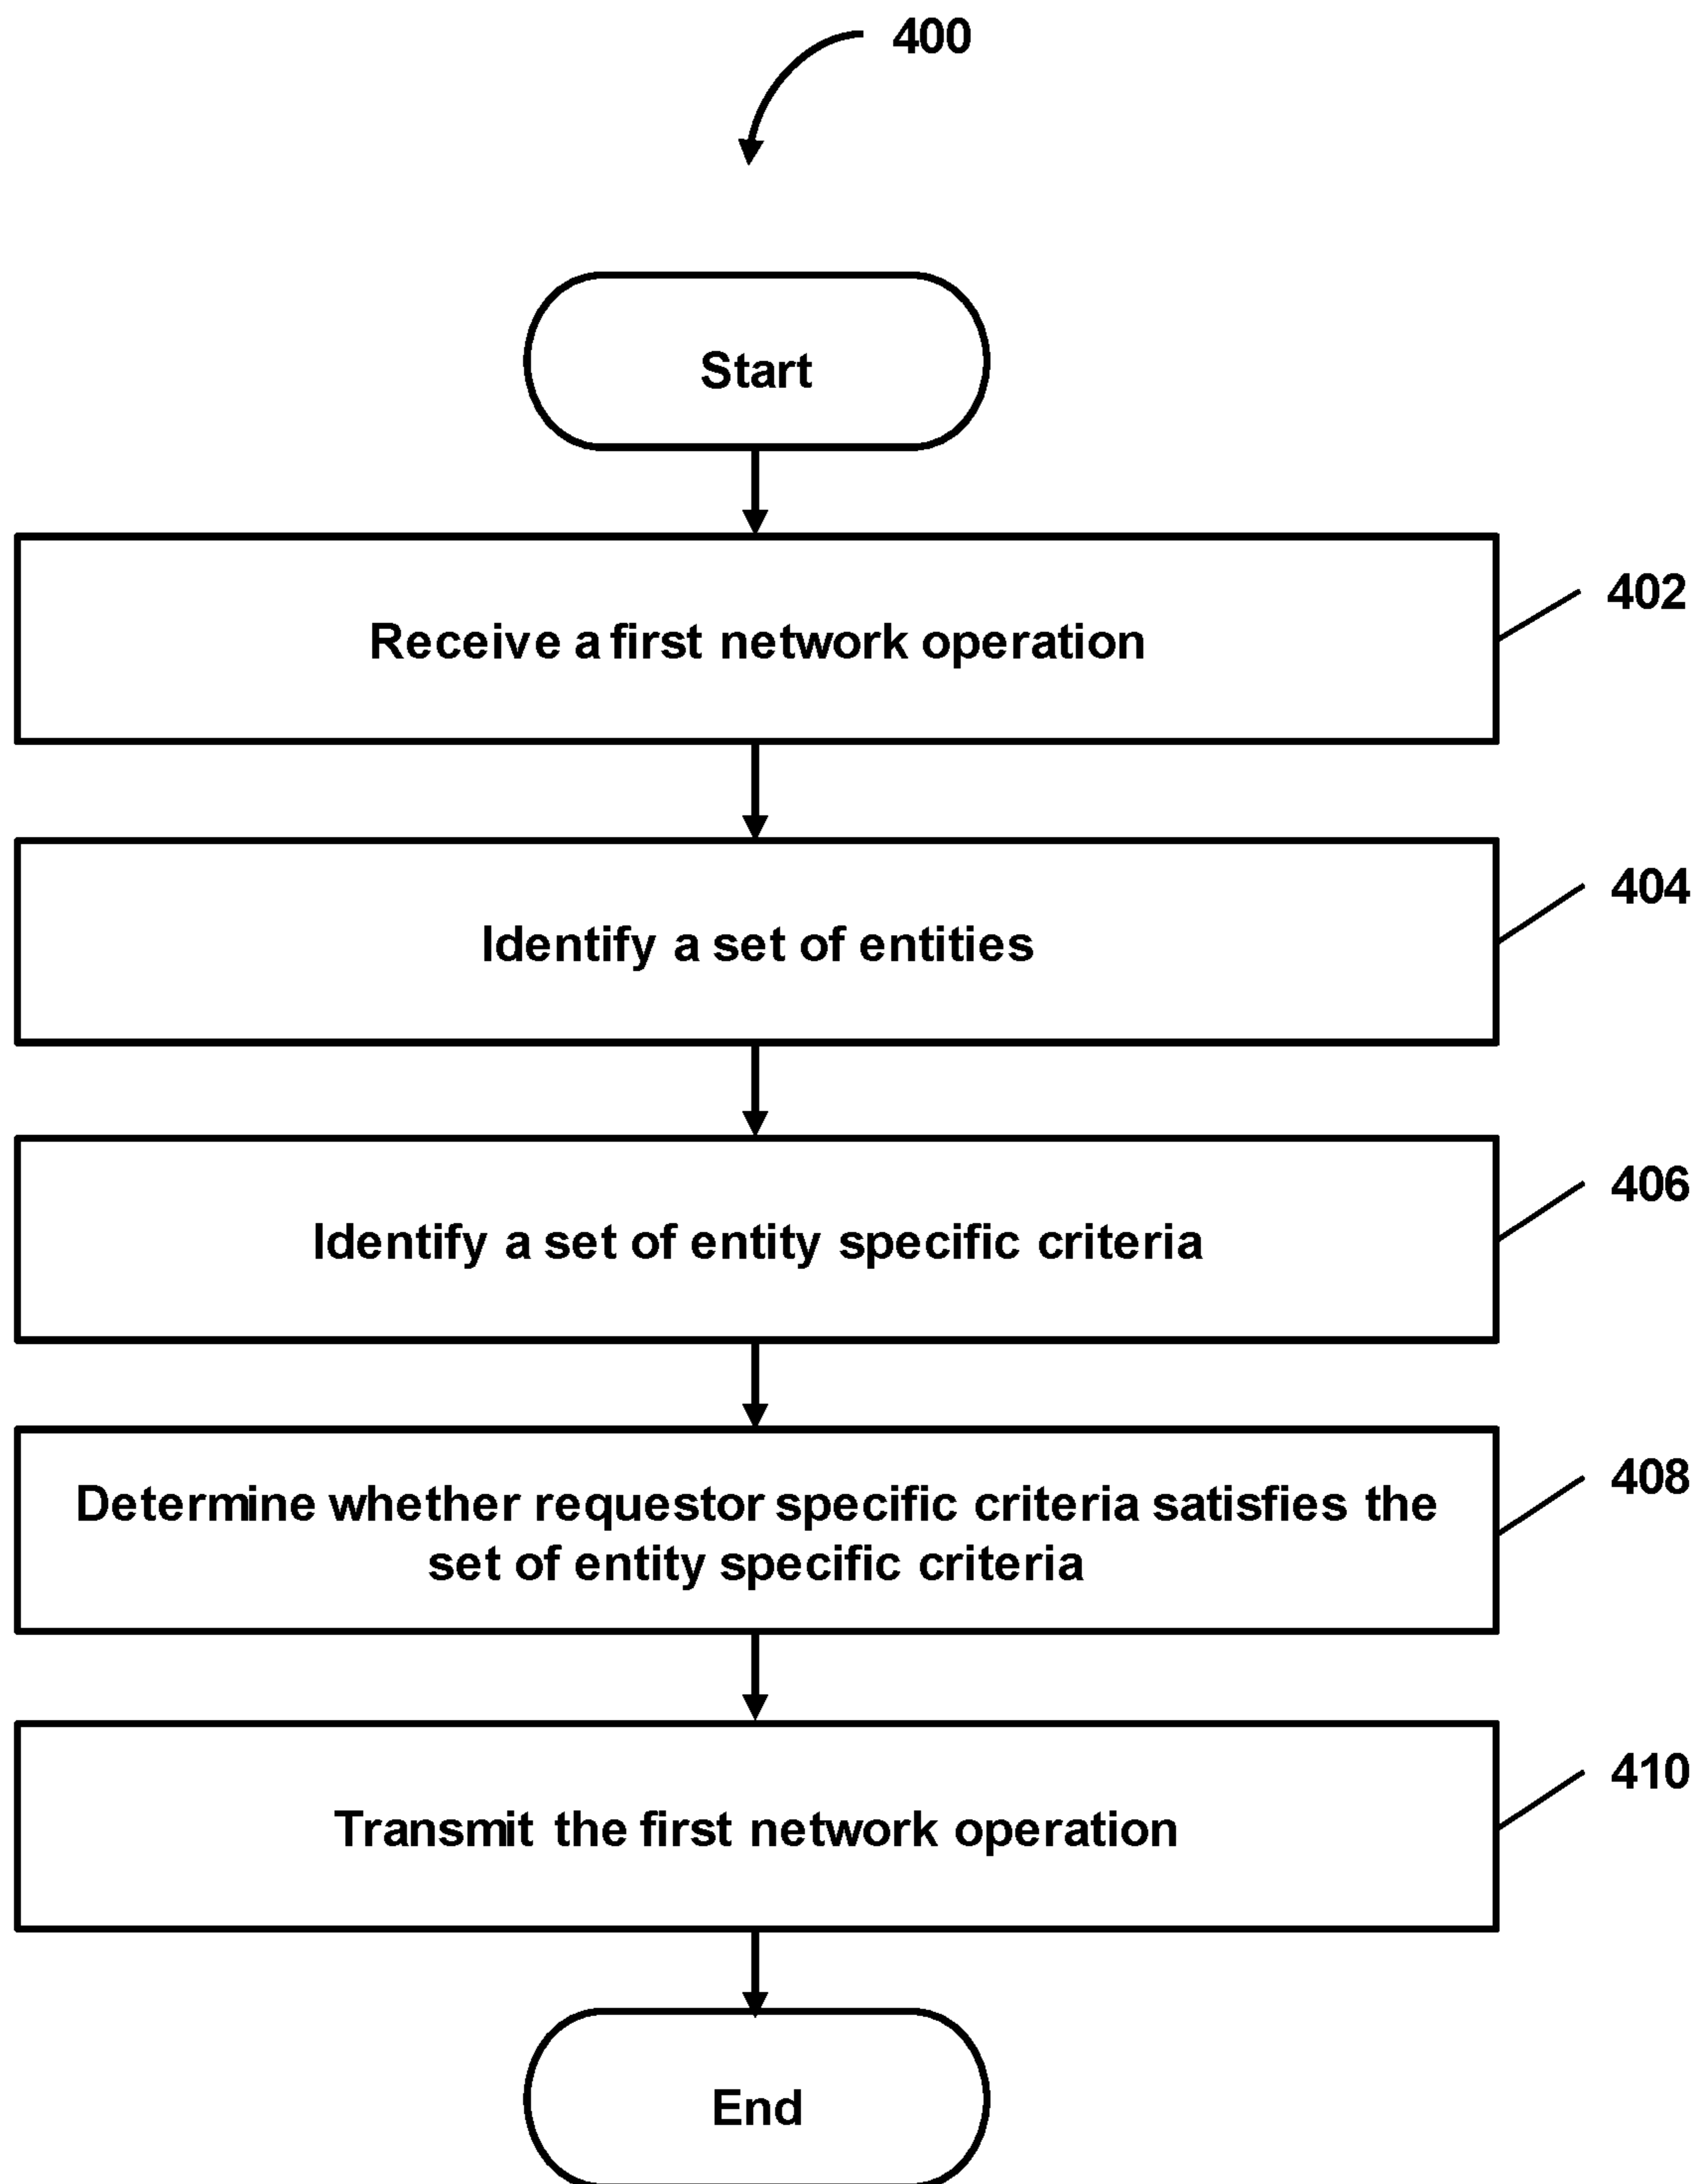 400
Start
Receive a first network operation
402
Identify a set of entities
404
Identify a set of entity specific criteria
406
Determine whether requestor specific criteria satisfies the
set of entity specific criteria
408
Transmit the first network operation
410
End